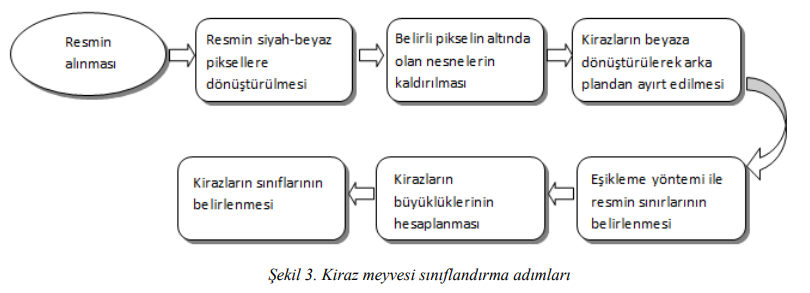 Resmin
alınması
Resmin siyah-beyaz
piksellere
dönüştürülmesi
Belirli pikselin altında
olan nesnelerin
kaldırılması
Kirazların beyaza
dönüştürülerek arka
plandan ayırt edilmesi
Eşikleme yöntemi ile
resmin sınırlarının
belirlenmesi
Kirazların
büyüklüklerinin
hesaplanması
Kirazların sınıflarının
belirlenmesi
Şekil 3. Kiraz meyvesi sınıflandırma adımları